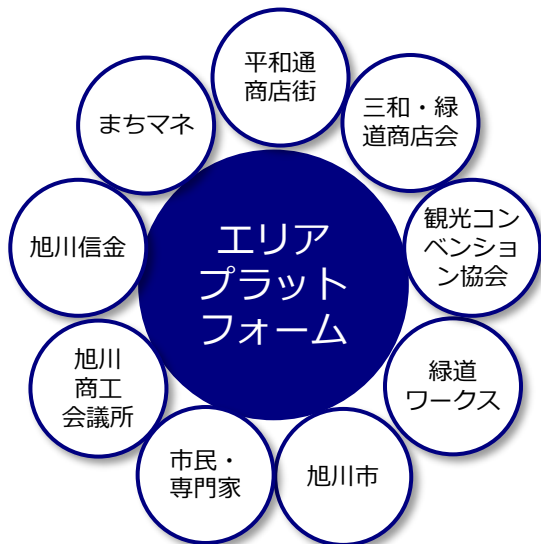 平和通
商店街
三和・緑
道商店会
観光コン
ベンショ
ン協会
緑道
ワークス
旭川市
市民・
専門家
旭川
商工
会議所
旭川信金
まちマネ
エリア
プラット
フォーム